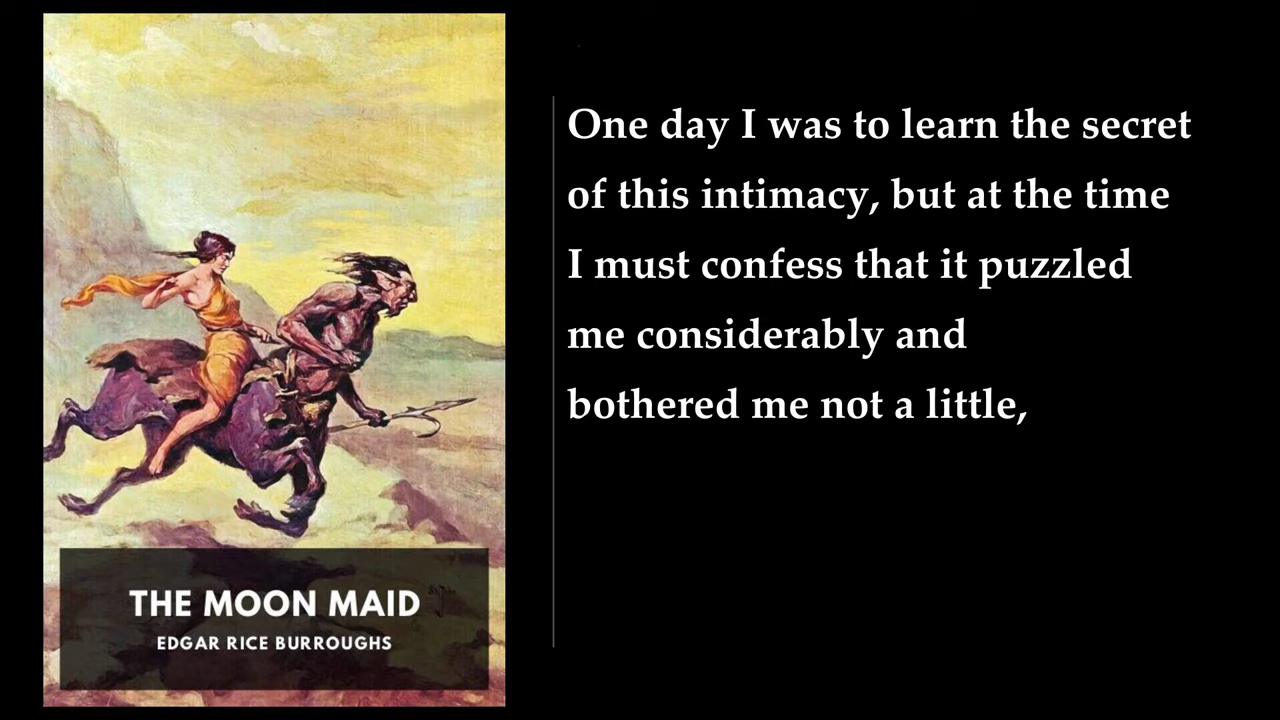 One day I was to learn the secret
of this intimacy, but at the time
I must confess that it puzzled
me considerably and
bothered me not a little,
THE MOON MAID
EDGAR RICE BURROUGHS